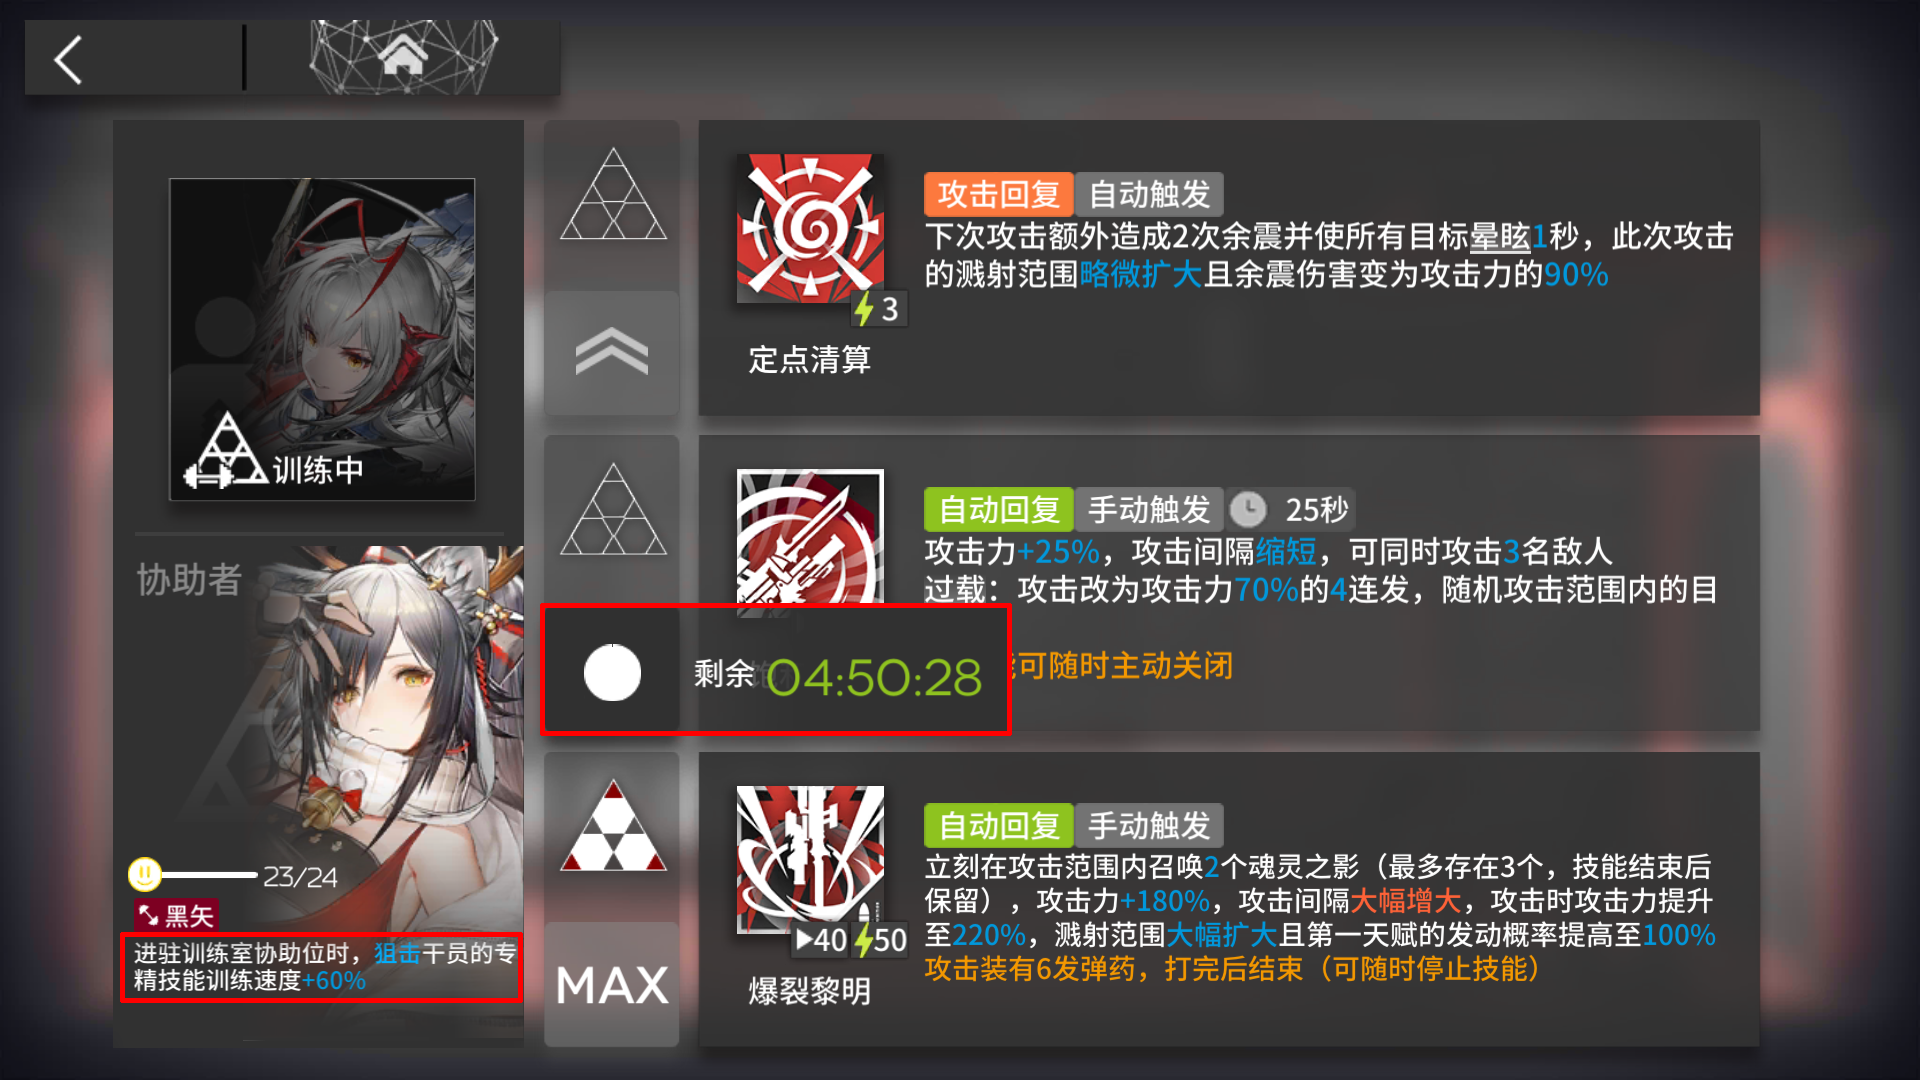 攻击回复 自动触发
下次攻击额外造成2次余震并使所有目标晕眩1秒，此次攻击
的溅射范围略微扩大且余震伤害变为攻击力的90%
3
定点清算
训练中
自动回复 手动触发 25秒
攻击力+25%，攻击间隔缩短，可同时攻击3名敌人
过载：攻击改为攻击力70%的4连发，随机攻击范围内的目
可随时主动关闭
剩余 04:50:28
协助者
23/24
黑矢
进驻训练室协助位时，狙击干员的专
精技能训练速度+60%
自动回复 手动触发
立刻在攻击范围内召唤2个魂灵之影（最多存在3个，技能结束后
保留），攻击力+180%，攻击间隔大幅增大，攻击时攻击力提升
至220%，溅射范围大幅扩大且第一天赋的发动概率提高至100%
攻击装有6发弹药，打完后结束（可随时停止技能）
40 50
MAX
爆裂黎明